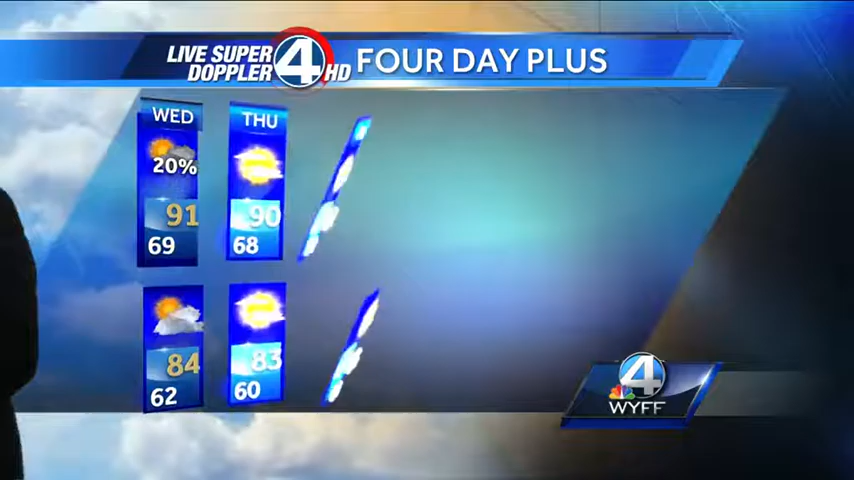 LIVE SUPER
DOPPLER 4 HD
FOUR DAY PLUS
WED THU
20%
91 90
69 68
84 83
62 60
4
WYFF